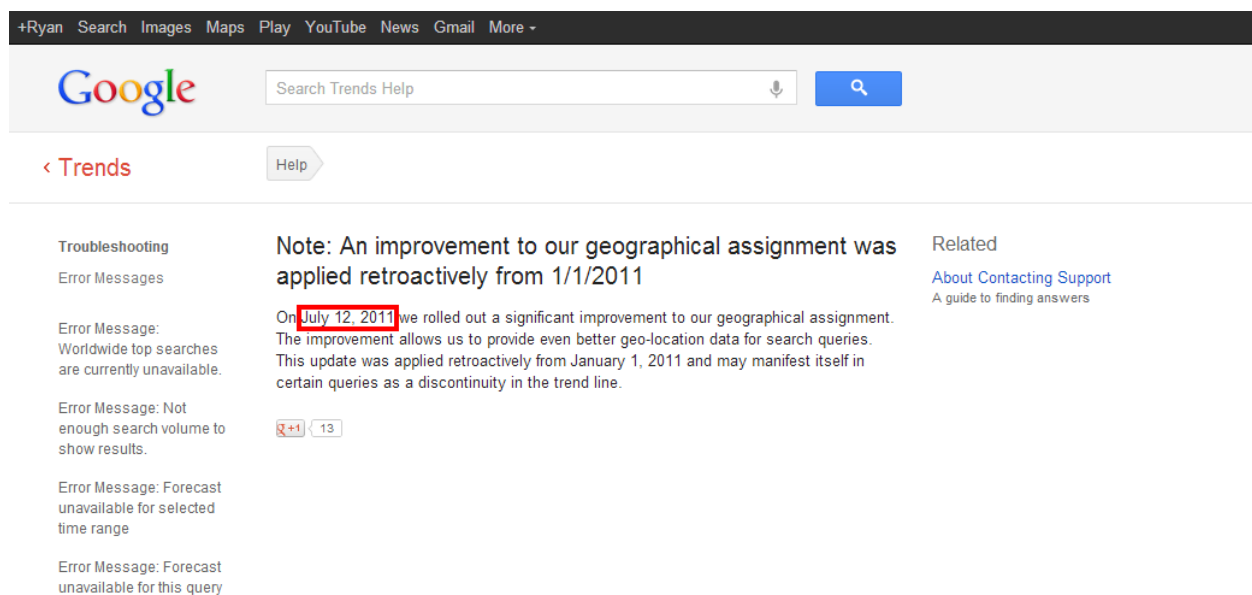 +Ryan Search Images Maps Play YouTube News Gmail More
Google
Search Trends Help
‹ Trends
Help
Troubleshooting
Error Messages
Error Message:
Worldwide top searches
are currently unavailable.
Error Message: Not
enough search volume to
show results.
Error Message: Forecast
unavailable for selected
time range
Error Message: Forecast
unavailable for this query
Note: An improvement to our geographical assignment was
applied retroactively from 1/1/2011
On July 12, 2011 we rolled out a significant improvement to our geographical assignment.
The improvement allows us to provide even better geo-location data for search queries.
This update was applied retroactively from January 1, 2011 and may manifest itself in
certain queries as a discontinuity in the trend line.
g+1 13
Related
About Contacting Support
A guide to finding answers